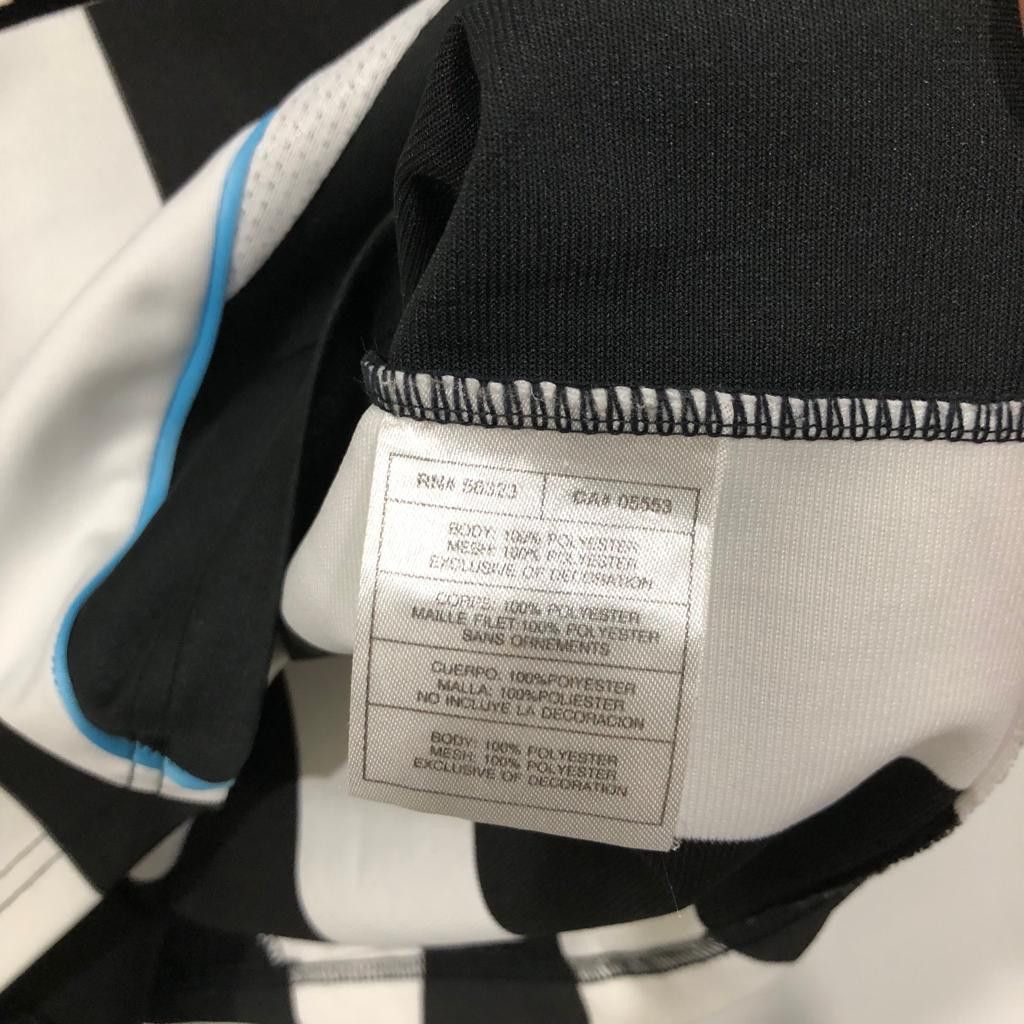 RN# 56323 CA# 05553
BODY: 100% POLYESTER
MESH: 100% POLYESTER
EXCLUSIVE OF DECORATION
CORPS: 100% POLYESTER
MAILLE FILET 100% POLYESTER
SANS ORNEMENTS
CUERPO: 100%POIYESTER
MALLA: 100%POLIESTER
NO INCLUYE LA DECORACION
BODY: 100% POLYESTER
MESH: 100% POLYESTER
EXCLUSIVE OF DECORATION